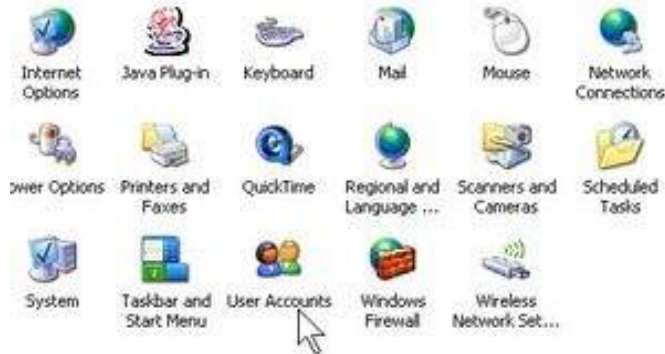 Internet Options
Java Plug-in
Keyboard
Mail
Mouse
Network Connections
ower Options
Printers and Faxes
QuickTime
Regional and Language ...
Scanners and Cameras
Scheduled Tasks
System
Taskbar and Start Menu
User Accounts
Windows Firewall
Wireless Network Set...